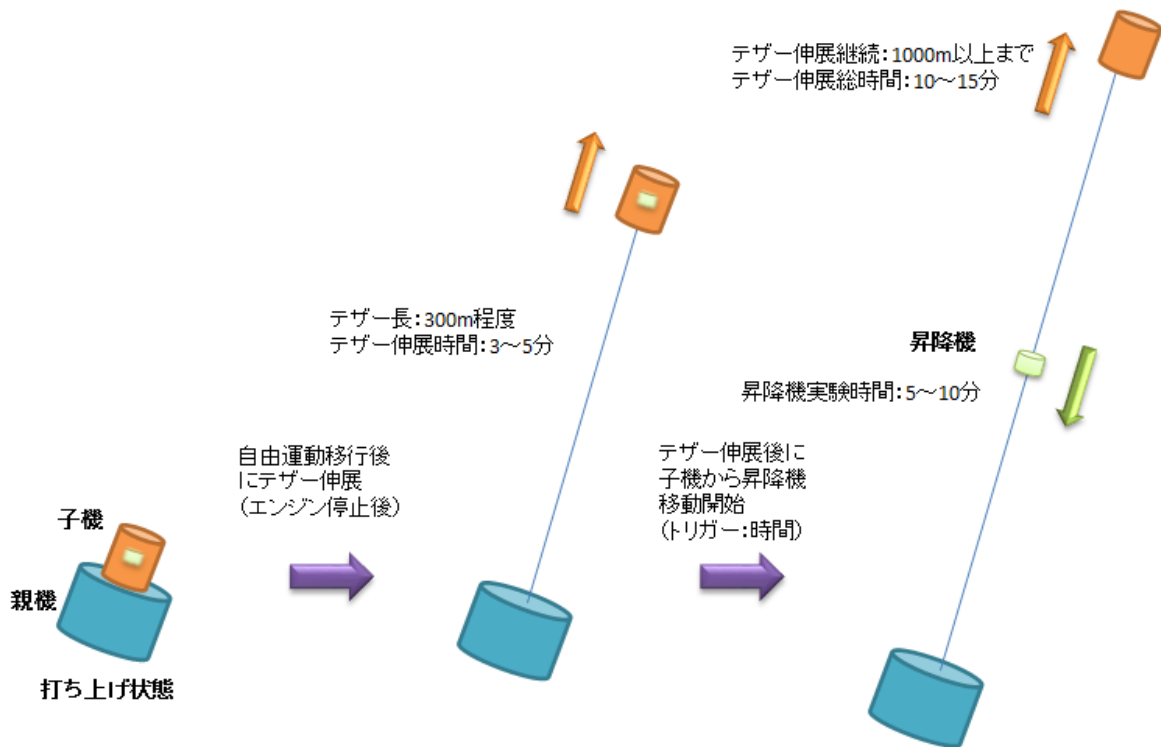 子機
親機
打ち上げ状態
自由運動移行後
にテザー伸展
（エンジン停止後）
テザー長：300m程度
テザー伸展時間：3～5分
テザー伸展後に
子機から昇降機
移動開始
（トリガー：時間）
テザー伸展継続：1000m以上まで
テザー伸展総時間：10～15分
昇降機
昇降機実験時間：5～10分